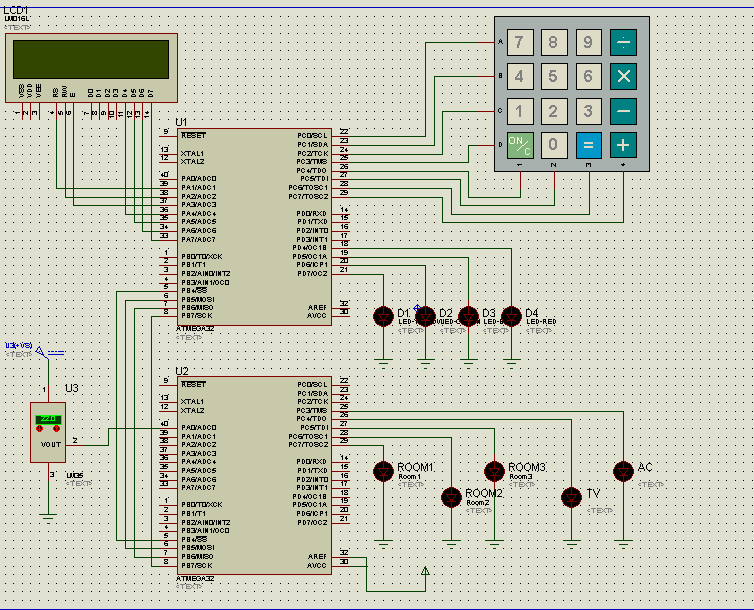 LCD1
LM016L
<TEXT>
VSS VDD VEE RS RW E D0 D1 D2 D3 D4 D5 D6 D7
1 2 3 4 5 6 7 8 9 10 11 12 13 14
7 8 9 ÷
4 5 6 ×
1 2 3 −
ON/C 0 = +
A
B
C
D
1 2 3 4
U1
9 RESET PC0/SCL 22
PC1/SDA 23
13 XTAL1 PC2/TCK 24
12 XTAL2 PC3/TMS 25
PC4/TDO 26
40 PA0/ADC0 PC5/TDI 27
39 PA1/ADC1 PC6/TOSC1 28
38 PA2/ADC2 PC7/TOSC2 29
37 PA3/ADC3
36 PA4/ADC4 PD0/RXD 14
35 PA5/ADC5 PD1/TXD 15
34 PA6/ADC6 PD2/INT0 16
33 PA7/ADC7 PD3/INT1 17
PD4/OC1B 18
1 PB0/T0/XCK PD5/OC1A 19
2 PB1/T1 PD6/ICP1 20
3 PB2/AIN0/INT2 PD7/OC2 21
4 PB3/AIN1/OC0
5 PB4/SS
6 PB5/MOSI
7 PB6/MISO AREF 32
8 PB7/SCK AVCC 30
ATMEGA32
<TEXT>
D1 D2 D3 D4
LED-RED
<TEXT>
U3(+VS)
<TEXT>
U3
1
22.0
VOUT 2
3
LM35
<TEXT>
U2
9 RESET PC0/SCL 22
PC1/SDA 23
13 XTAL1 PC2/TCK 24
12 XTAL2 PC3/TMS 25
PC4/TDO 26
40 PA0/ADC0 PC5/TDI 27
39 PA1/ADC1 PC6/TOSC1 28
38 PA2/ADC2 PC7/TOSC2 29
37 PA3/ADC3
36 PA4/ADC4 PD0/RXD 14
35 PA5/ADC5 PD1/TXD 15
34 PA6/ADC6 PD2/INT0 16
33 PA7/ADC7 PD3/INT1 17
PD4/OC1B 18
1 PB0/T0/XCK PD5/OC1A 19
2 PB1/T1 PD6/ICP1 20
3 PB2/AIN0/INT2 PD7/OC2 21
4 PB3/AIN1/OC0
5 PB4/SS
6 PB5/MOSI
7 PB6/MISO AREF 32
8 PB7/SCK AVCC 30
ATMEGA32
<TEXT>
ROOM1
Room1
<TEXT>
ROOM2
Room2
<TEXT>
ROOM3
Room3
<TEXT>
TV
<TEXT>
AC
<TEXT>